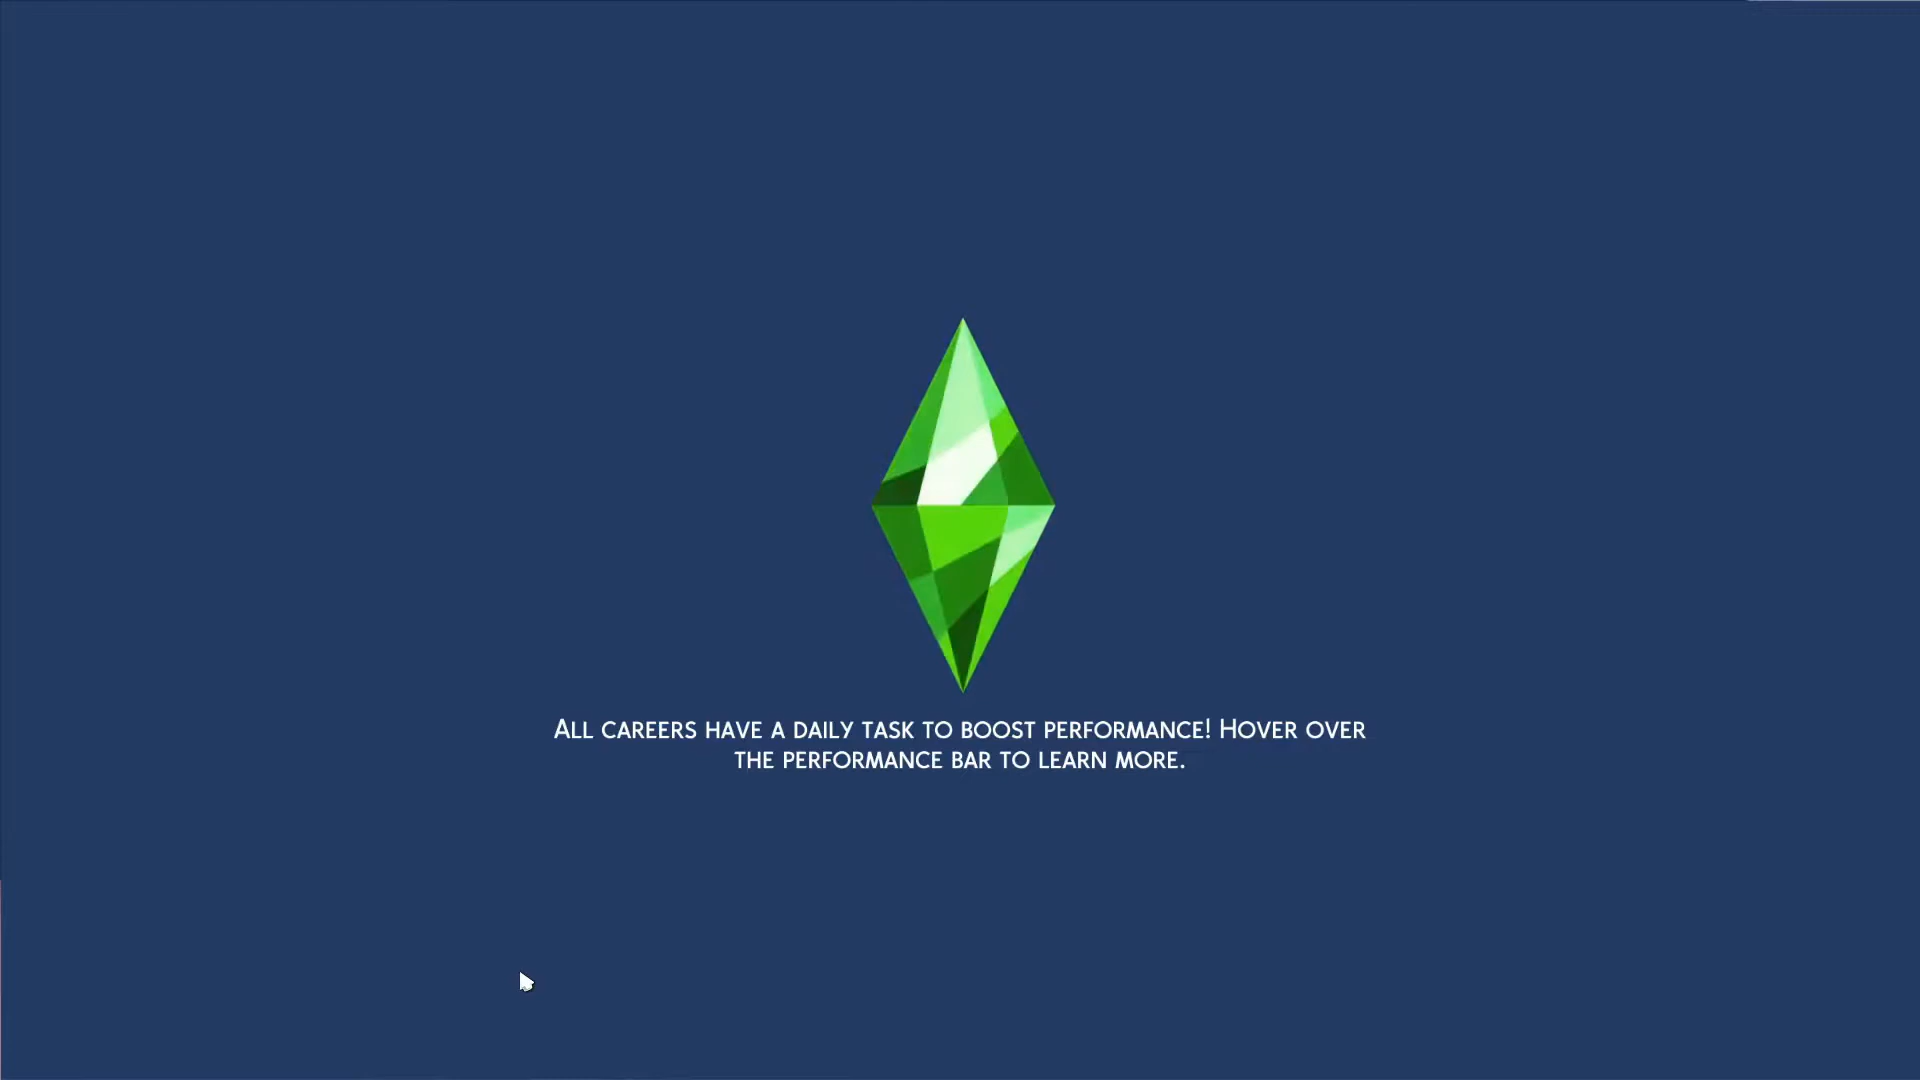 All careers have a daily task to boost performance! Hover over
the performance bar to learn more.